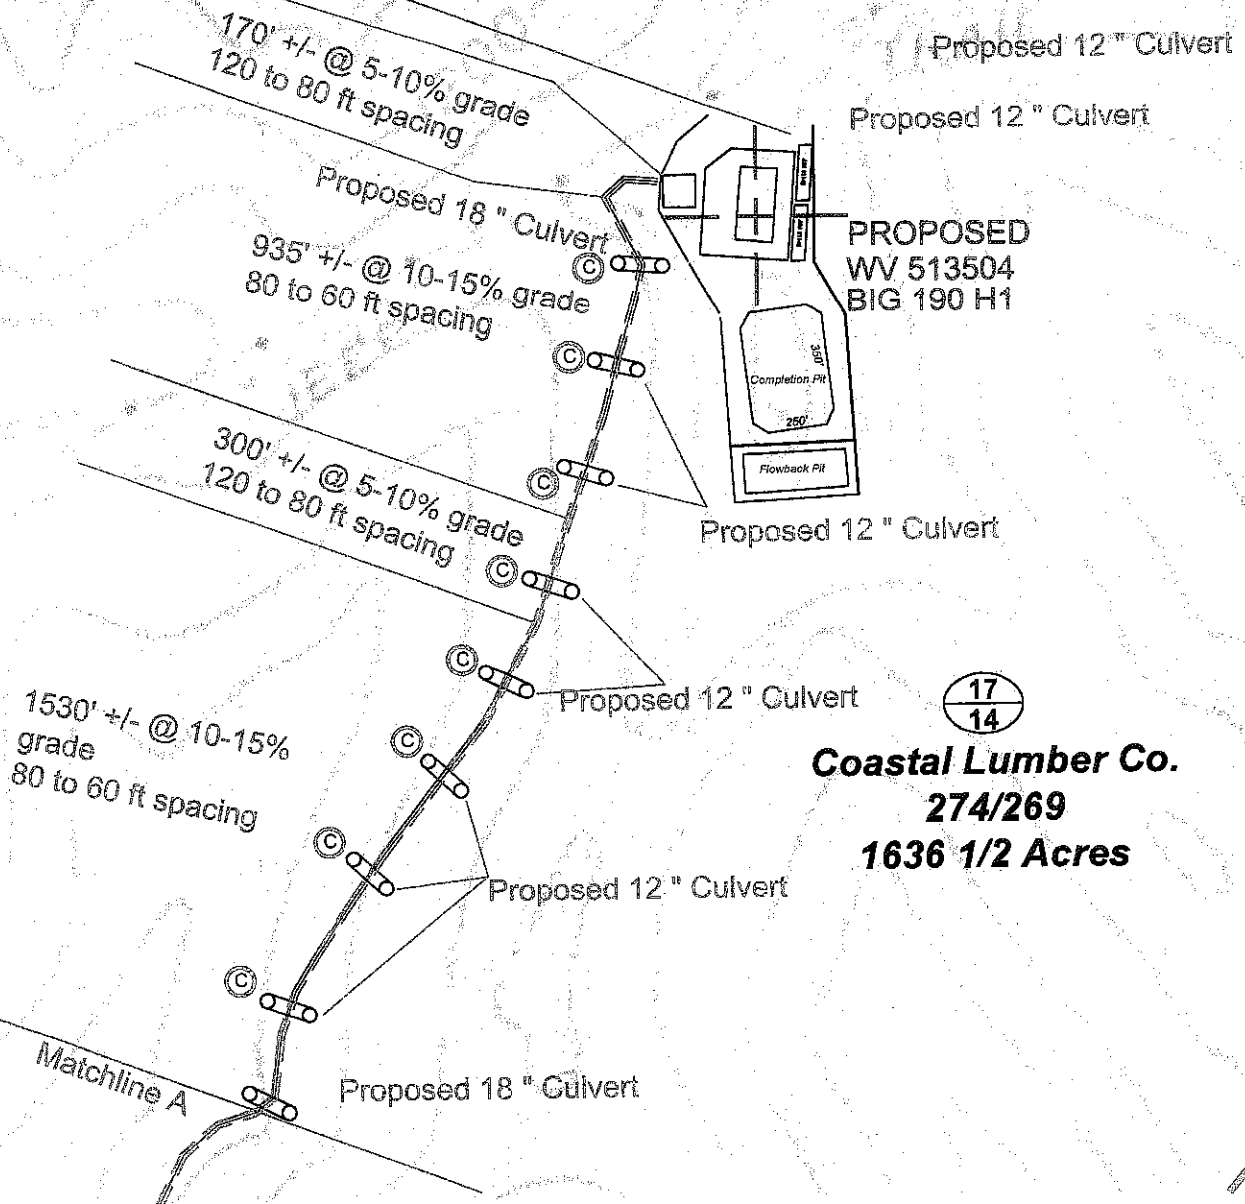 170' +/- @ 5-10% grade
120 to 80 ft spacing
Proposed 12 " Culvert
Proposed 12 " Culvert
Proposed 18 " Culvert
PROPOSED
WV 513504
BIG 190 H1
935' +/- @ 10-15% grade
80 to 60 ft spacing
C
C
350'
Completion Pit
250'
300' +/- @ 5-10% grade
120 to 80 ft spacing
C
Flowback Pit
Proposed 12 " Culvert
C
C
Proposed 12 " Culvert
17
14
1530' +/- @ 10-15%
grade
80 to 60 ft spacing
C
Coastal Lumber Co.
274/269
1636 1/2 Acres
C
Proposed 12 " Culvert
C
Matchline A
Proposed 18 " Culvert